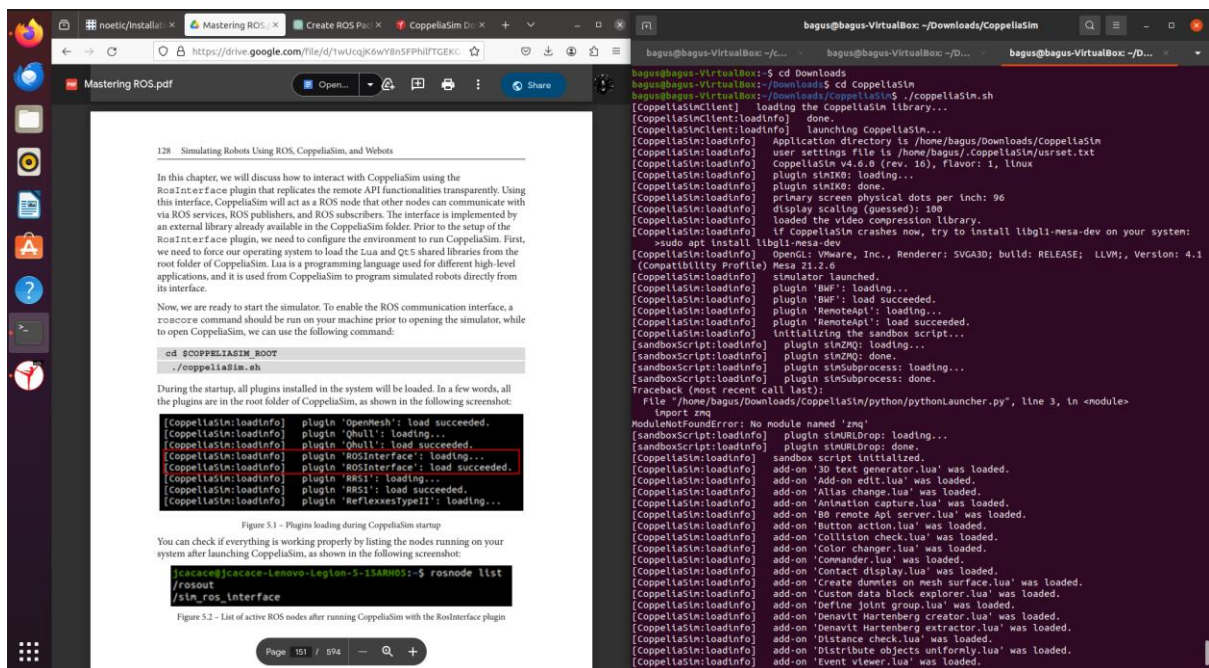 noetic/Installati
Mastering ROS.p
Create ROS Pac
CoppeliaSim Do
https://drive.google.com/file/d/1wUcqjK6wY8nSFPhilfTGEKC
Mastering ROS.pdf
Open...
Share
128 Simulating Robots Using ROS, CoppeliaSim, and Webots
In this chapter, we will discuss how to interact with CoppeliaSim using the
RosInterface plugin that replicates the remote API functionalities transparently. Using
this interface, CoppeliaSim will act as a ROS node that other nodes can communicate with
via ROS services, ROS publishers, and ROS subscribers. The interface is implemented by
an external library already available in the CoppeliaSim folder. Prior to the setup of the
RosInterface plugin, we need to configure the environment to run CoppeliaSim. First,
we need to force our operating system to load the Lua and Qt5 shared libraries from the
root folder of CoppeliaSim. Lua is a programming language used for different high-level
applications, and it is used from CoppeliaSim to program simulated robots directly from
its interface.
Now, we are ready to start the simulator. To enable the ROS communication interface, a
roscore command should be run on your machine prior to opening the simulator, while
to open CoppeliaSim, we can use the following command:
cd $COPPELIASIM_ROOT
./coppeliaSim.sh
During the startup, all plugins installed in the system will be loaded. In a few words, all
the plugins are in the root folder of CoppeliaSim, as shown in the following screenshot:
[CoppeliaSim:loadinfo] plugin 'OpenMesh': load succeeded.
[CoppeliaSim:loadinfo] plugin 'Qhull': loading...
[CoppeliaSim:loadinfo] plugin 'Qhull': load succeeded.
[CoppeliaSim:loadinfo] plugin 'ROSInterface': loading...
[CoppeliaSim:loadinfo] plugin 'ROSInterface': load succeeded.
[CoppeliaSim:loadinfo] plugin 'RRS1': loading...
[CoppeliaSim:loadinfo] plugin 'RRS1': load succeeded.
[CoppeliaSim:loadinfo] plugin 'ReflexxesTypeII': loading...
Figure 5.1 – Plugins loading during CoppeliaSim startup
You can check if everything is working properly by listing the nodes running on your
system after launching CoppeliaSim, as shown in the following screenshot:
jcacace@jcacace-Lenovo-Legion-5-15ARH05:~$ rosnode list
/rosout
/sim_ros_interface
Figure 5.2 – List of active ROS nodes after running CoppeliaSim with the RosInterface plugin
Page 151 / 594
bagus@bagus-VirtualBox: ~/Downloads/CoppeliaSim
bagus@bagus-VirtualBox: ~/c...
bagus@bagus-VirtualBox: ~/D...
bagus@bagus-VirtualBox: ~/D...
bagus@bagus-VirtualBox:~$ cd Downloads
bagus@bagus-VirtualBox:~/Downloads$ cd CoppeliaSim
bagus@bagus-VirtualBox:~/Downloads/CoppeliaSim$ ./coppeliaSim.sh
[CoppeliaSimClient] loading the CoppeliaSim library...
[CoppeliaSimClient:loadinfo] done.
[CoppeliaSimClient:loadinfo] launching CoppeliaSim...
[CoppeliaSim:loadinfo] Application directory is /home/bagus/Downloads/CoppeliaSim
[CoppeliaSim:loadinfo] user settings file is /home/bagus/.CoppeliaSim/usrset.txt
[CoppeliaSim:loadinfo] CoppeliaSim v4.6.0 (rev. 16), flavor: 1, linux
[CoppeliaSim:loadinfo] plugin simIK0: loading...
[CoppeliaSim:loadinfo] plugin simIK0: done.
[CoppeliaSim:loadinfo] primary screen physical dots per inch: 96
[CoppeliaSim:loadinfo] display scaling (guessed): 100
[CoppeliaSim:loadinfo] loaded the video compression library.
[CoppeliaSim:loadinfo] if CoppeliaSim crashes now, try to install libgl1-mesa-dev on your system:
>sudo apt install libgl1-mesa-dev
[CoppeliaSim:loadinfo] OpenGL: VMware, Inc., Renderer: SVGA3D; build: RELEASE; LLVM;, Version: 4.1
(Compatibility Profile) Mesa 21.2.6
[CoppeliaSim:loadinfo] simulator launched.
[CoppeliaSim:loadinfo] plugin 'BWF': loading...
[CoppeliaSim:loadinfo] plugin 'BWF': load succeeded.
[CoppeliaSim:loadinfo] plugin 'RemoteApi': loading...
[CoppeliaSim:loadinfo] plugin 'RemoteApi': load succeeded.
[CoppeliaSim:loadinfo] initializing the sandbox script...
[sandboxScript:loadinfo] plugin simZMQ: loading...
[sandboxScript:loadinfo] plugin simZMQ: done.
[sandboxScript:loadinfo] plugin simSubprocess: loading...
[sandboxScript:loadinfo] plugin simSubprocess: done.
Traceback (most recent call last):
File "/home/bagus/Downloads/CoppeliaSim/python/pythonLauncher.py", line 3, in <module>
import zmq
ModuleNotFoundError: No module named 'zmq'
[sandboxScript:loadinfo] plugin simURLDrop: loading...
[sandboxScript:loadinfo] plugin simURLDrop: done.
[CoppeliaSim:loadinfo] sandbox script initialized.
[CoppeliaSim:loadinfo] add-on '3D text generator.lua' was loaded.
[CoppeliaSim:loadinfo] add-on 'Add-on edit.lua' was loaded.
[CoppeliaSim:loadinfo] add-on 'Alias change.lua' was loaded.
[CoppeliaSim:loadinfo] add-on 'Animation capture.lua' was loaded.
[CoppeliaSim:loadinfo] add-on 'B0 remote Api server.lua' was loaded.
[CoppeliaSim:loadinfo] add-on 'Button action.lua' was loaded.
[CoppeliaSim:loadinfo] add-on 'Collision check.lua' was loaded.
[CoppeliaSim:loadinfo] add-on 'Color changer.lua' was loaded.
[CoppeliaSim:loadinfo] add-on 'Commander.lua' was loaded.
[CoppeliaSim:loadinfo] add-on 'Contact display.lua' was loaded.
[CoppeliaSim:loadinfo] add-on 'Create dummies on mesh surface.lua' was loaded.
[CoppeliaSim:loadinfo] add-on 'Custom data block explorer.lua' was loaded.
[CoppeliaSim:loadinfo] add-on 'Define joint group.lua' was loaded.
[CoppeliaSim:loadinfo] add-on 'Denavit Hartenberg creator.lua' was loaded.
[CoppeliaSim:loadinfo] add-on 'Denavit Hartenberg extractor.lua' was loaded.
[CoppeliaSim:loadinfo] add-on 'Distance check.lua' was loaded.
[CoppeliaSim:loadinfo] add-on 'Distribute objects uniformly.lua' was loaded.
[CoppeliaSim:loadinfo] add-on 'Event viewer.lua' was loaded.